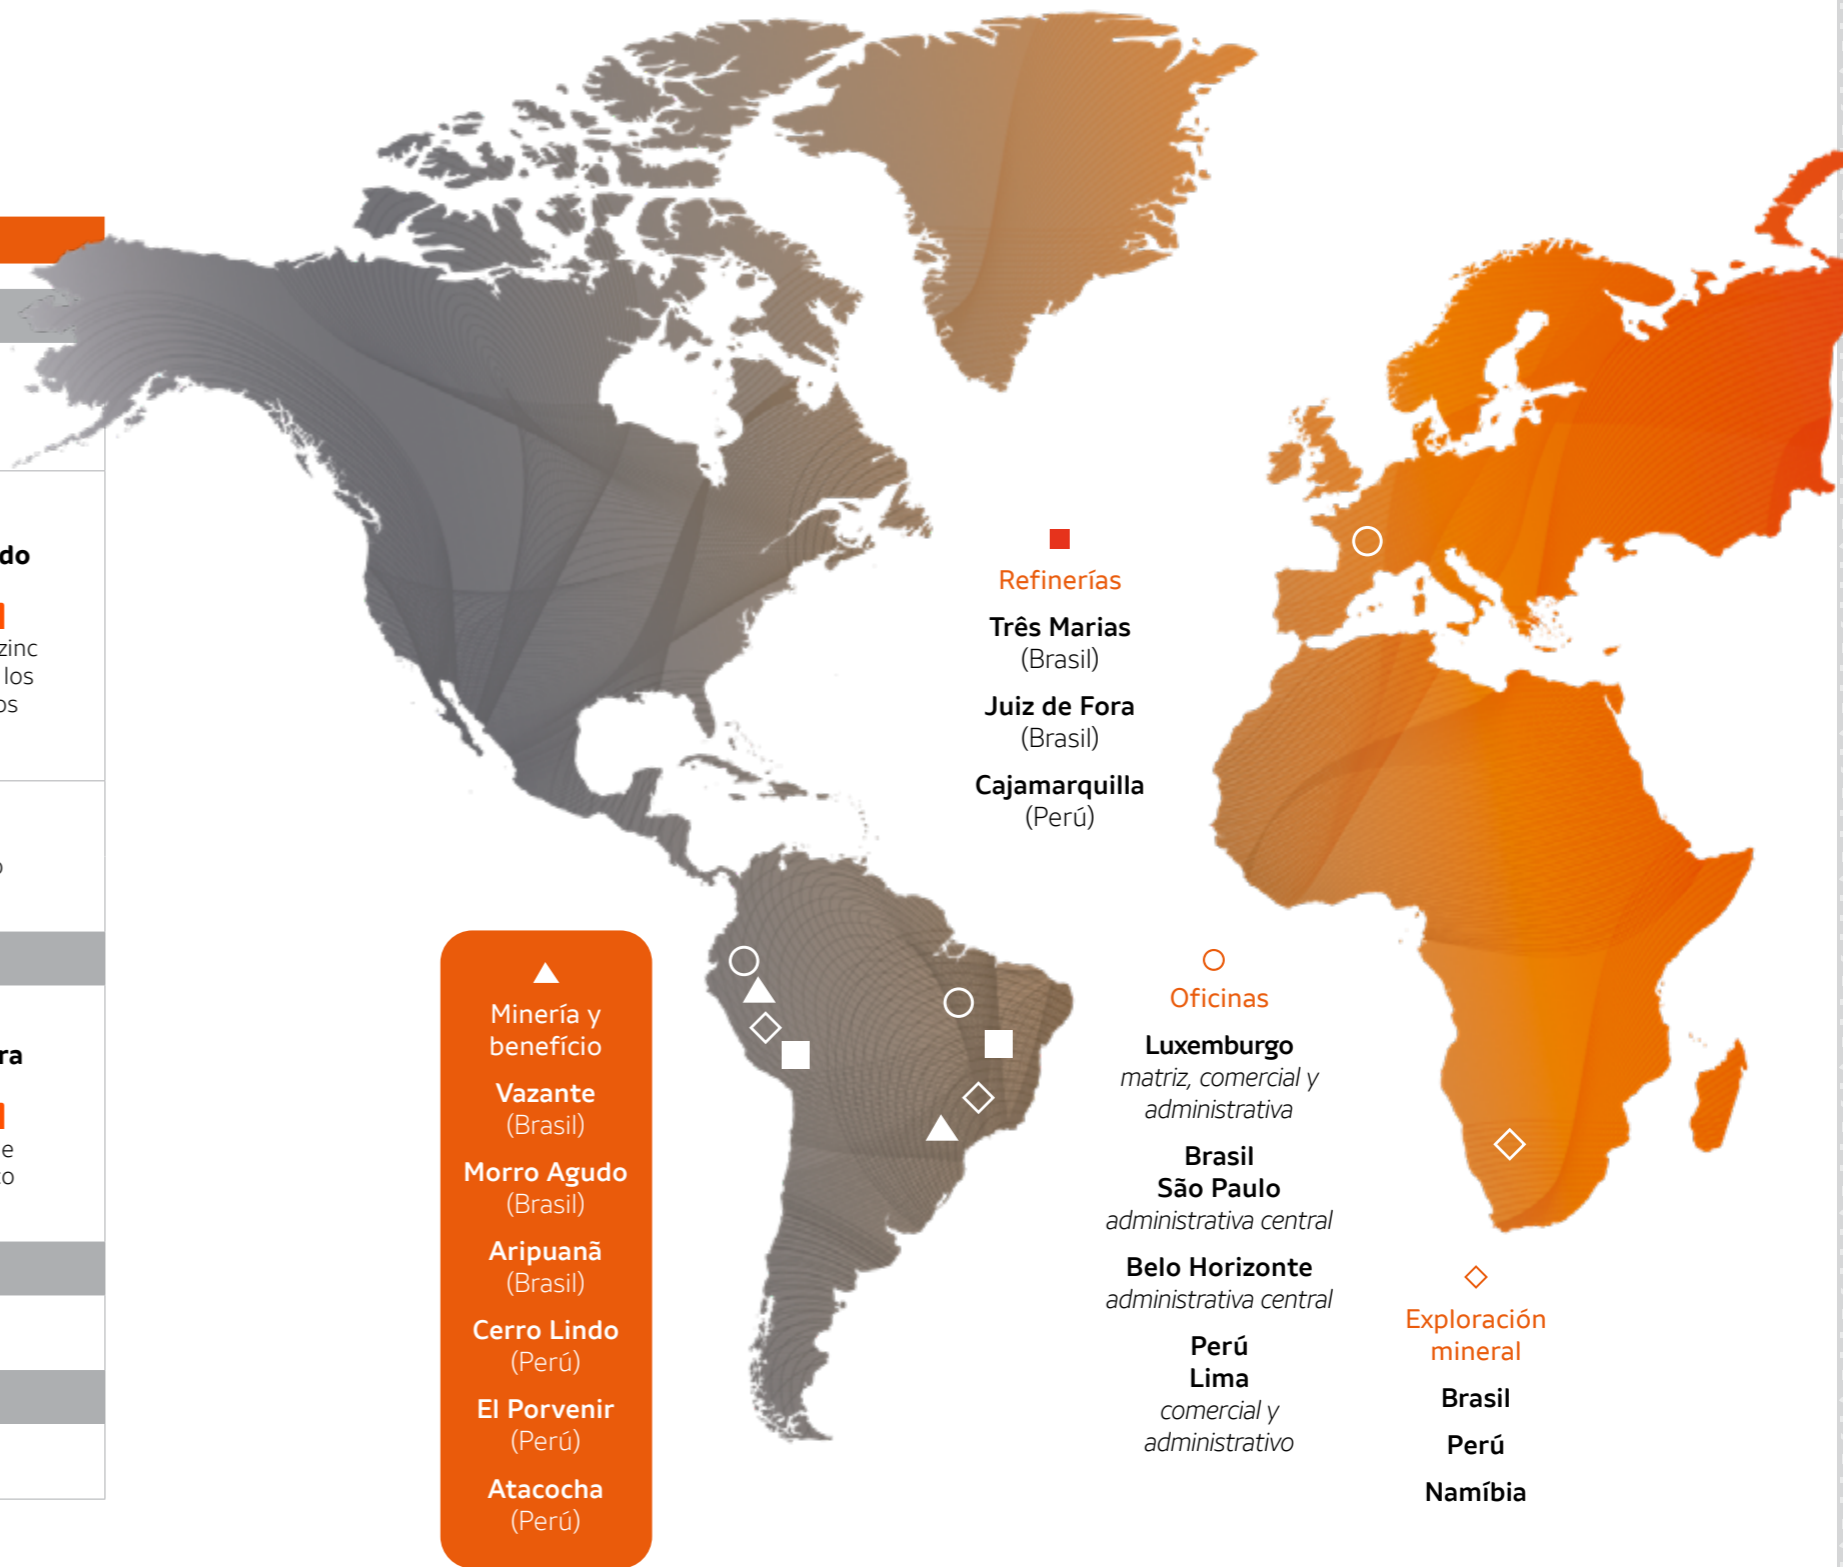 do
zinc
los
os
o
ra
e
Refinerías
Três Marias
(Brasil)
Juiz de Fora
(Brasil)
Cajamarquilla
(Perú)
Minería y
benefício
Vazante
(Brasil)
Morro Agudo
(Brasil)
Aripuanã
(Brasil)
Cerro Lindo
(Perú)
El Porvenir
(Perú)
Atacocha
(Perú)
Oficinas
Luxemburgo
matriz, comercial y
administrativa
Brasil
São Paulo
administrativa central
Belo Horizonte
administrativa central
Perú
Lima
comercial y
administrativo
Exploración
mineral
Brasil
Perú
Namíbia